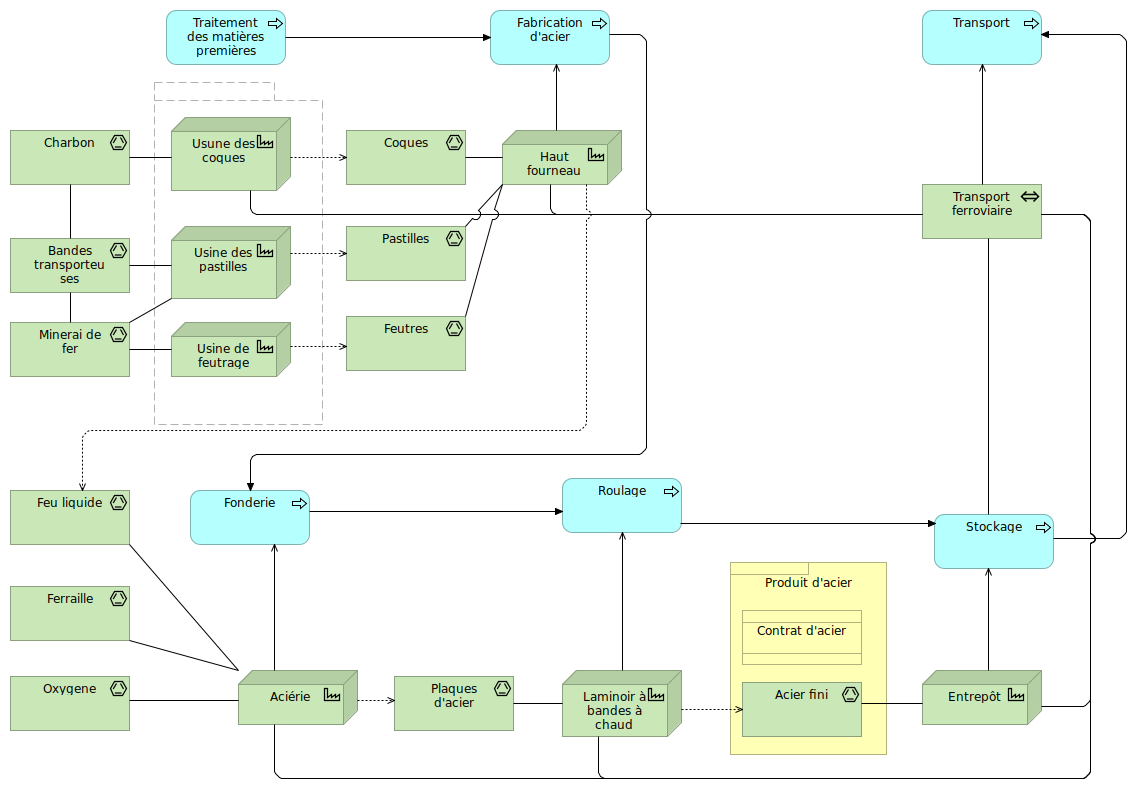 Traitement
des matières
premières
Fabrication
d'acier
Transport
Charbon
Usune des
coques
Coques
Haut
fourneau
Transport
ferroviaire
Bandes
transporteu
ses
Usine des
pastilles
Pastilles
Minerai de
fer
Usine de
feutrage
Feutres
Feu liquide
Fonderie
Roulage
Stockage
Ferraille
Produit d'acier
Contrat d'acier
Oxygene
Aciérie
Plaques
d'acier
Laminoir à
bandes à
chaud
Acier fini
Entrepôt